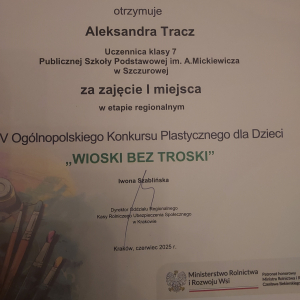 otrzymuje
Aleksandra Tracz
Uczennica klasy 7
Publicznej Szkoły Podstawowej im. A.Mickiewicza
w Szczurowej
za zajęcie I miejsca
w etapie regionalnym
V Ogólnopolskiego Konkursu Plastycznego dla Dzieci
„WIOSKI BEZ TROSKI”
Iwona Szablińska
Dyrektor Oddziału Regionalnego
Kasy Rolniczego Ubezpieczenia Społecznego
w Krakowie
Kraków, czerwiec 2025 r.
Ministerstwo Rolnictwa
i Rozwoju Wsi